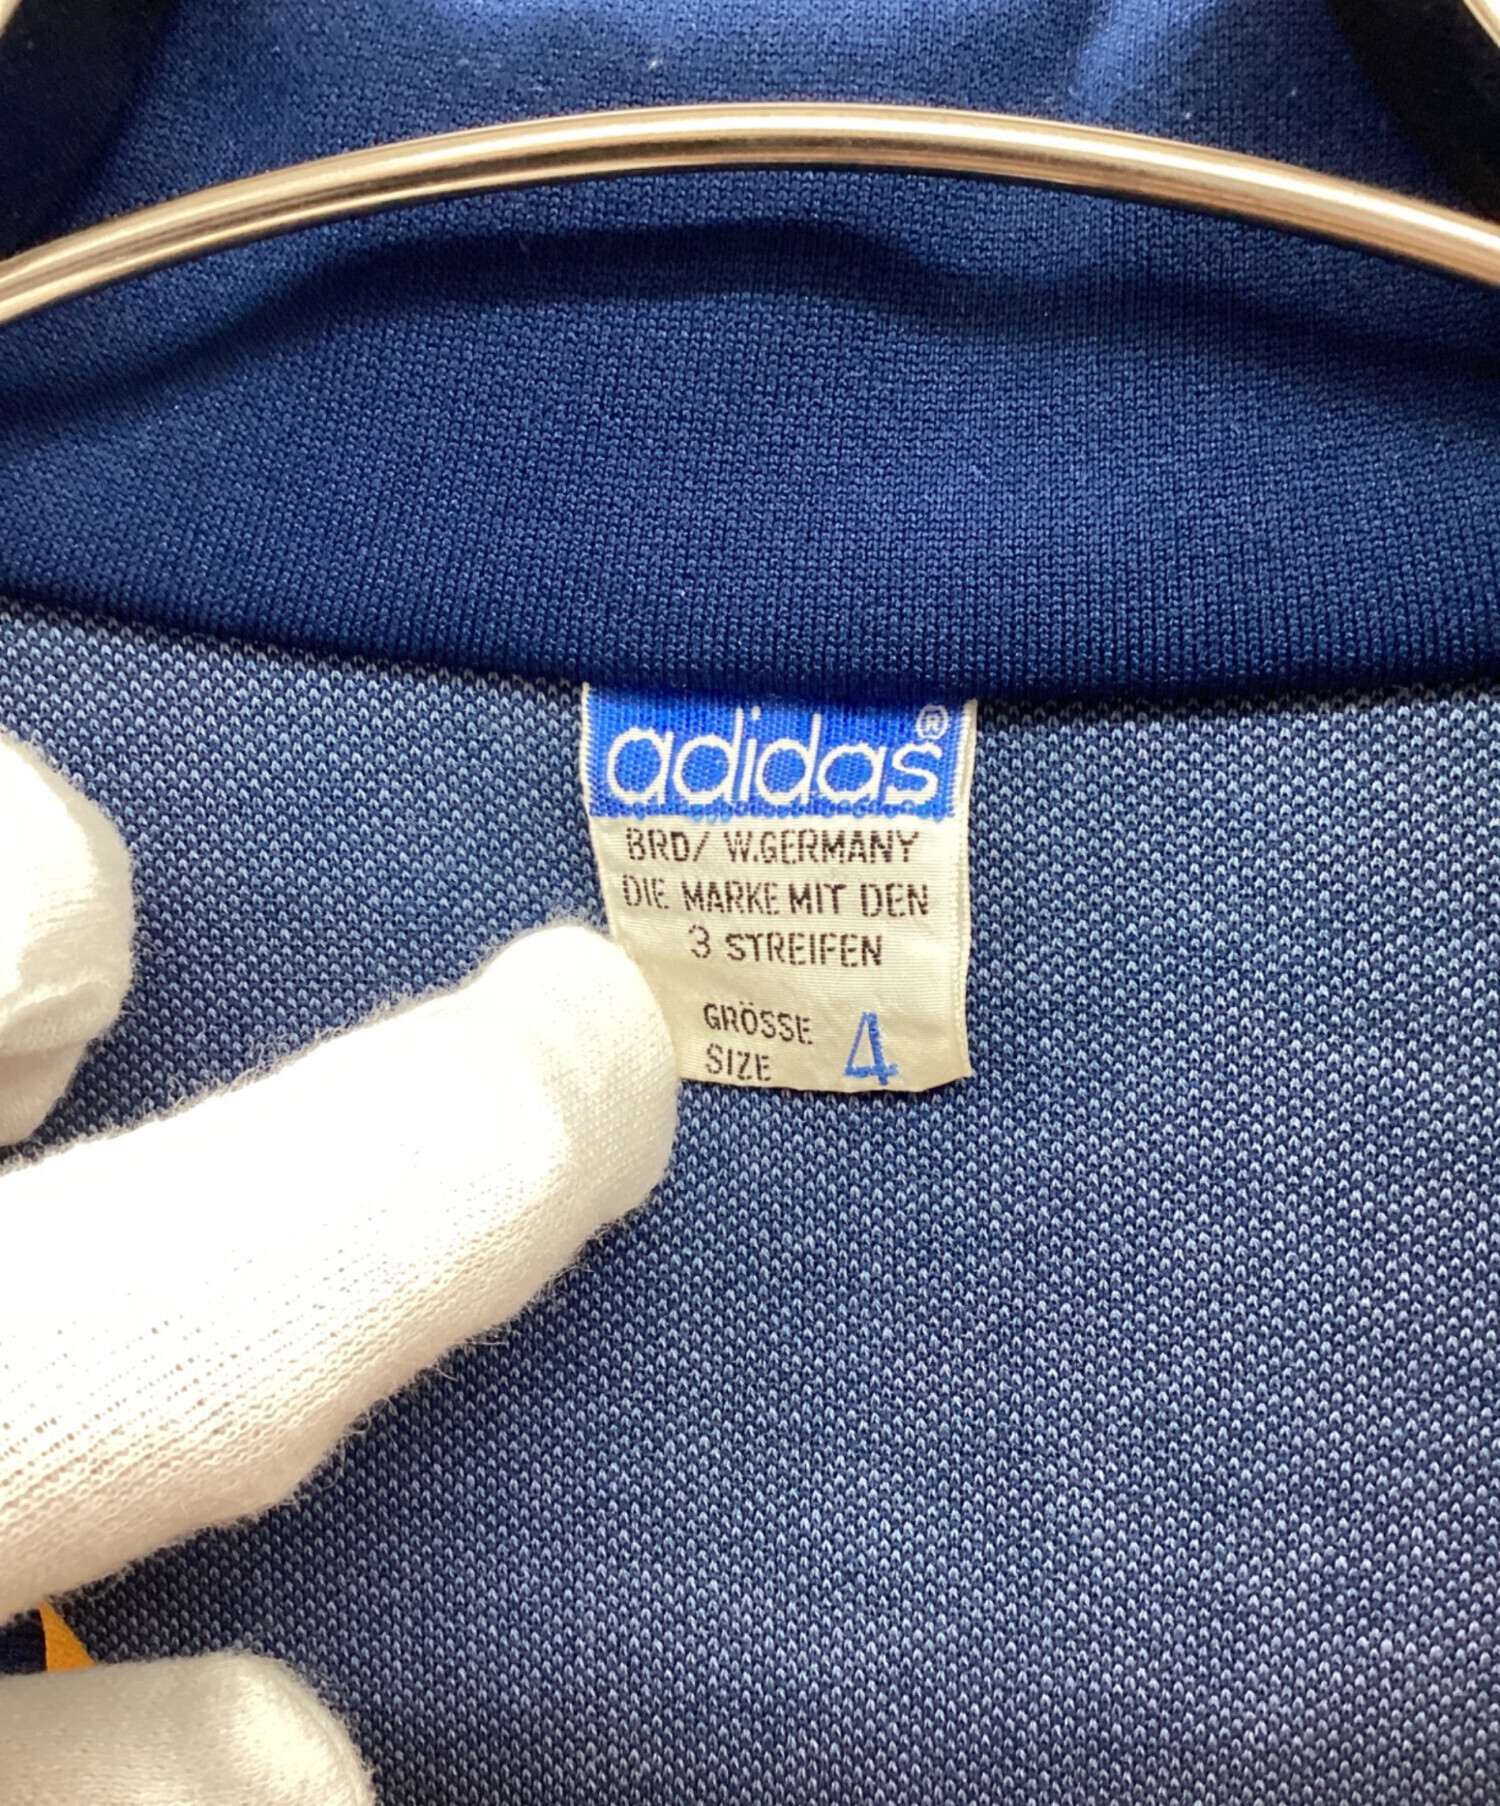 adidas®
BRD/ W.GERMANY
DIE MARKE MIT DEN
3 STREIFEN
GRÖSSE
SIZE 4